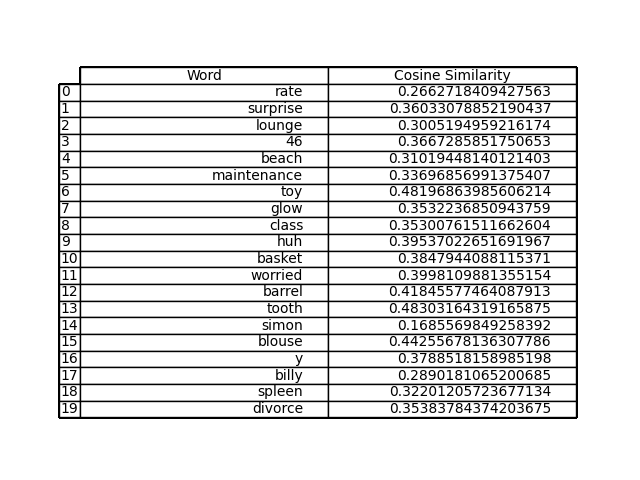 Word Cosine Similarity
0 rate 0.2662718409427563
1 surprise 0.36033078852190437
2 lounge 0.3005194959216174
3 46 0.3667285851750653
4 beach 0.31019448140121403
5 maintenance 0.33696856991375407
6 toy 0.48196863985606214
7 glow 0.3532236850943759
8 class 0.35300761511662604
9 huh 0.39537022651691967
10 basket 0.3847944088115371
11 worried 0.3998109881355154
12 barrel 0.41845577464087913
13 tooth 0.48303164319165875
14 simon 0.1685569849258392
15 blouse 0.44255678136307786
16 y 0.3788518158985198
17 billy 0.2890181065200685
18 spleen 0.32201205723677134
19 divorce 0.35383784374203675